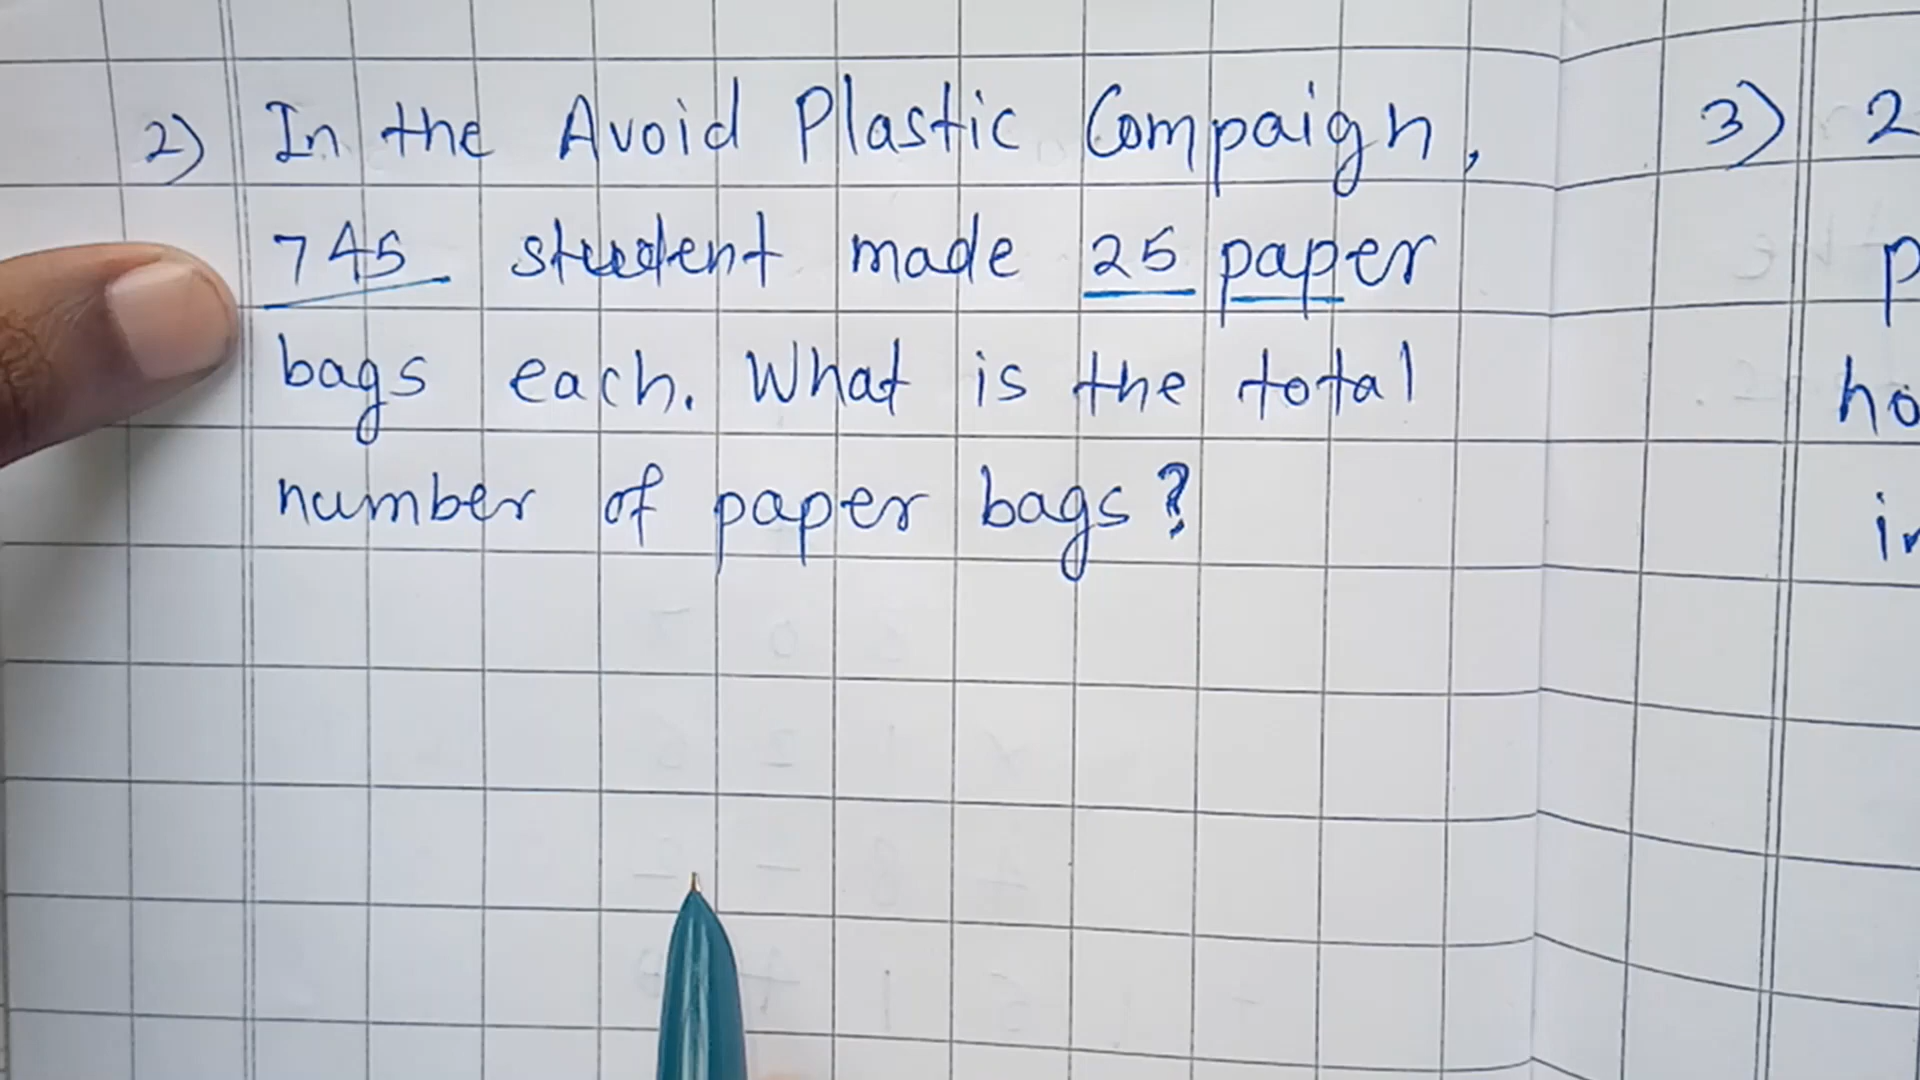 2) In the Avoid Plastic Compaign,
745 student made 25 paper
bags each. What is the total
number of paper bags?
3) 2
p
ho
in